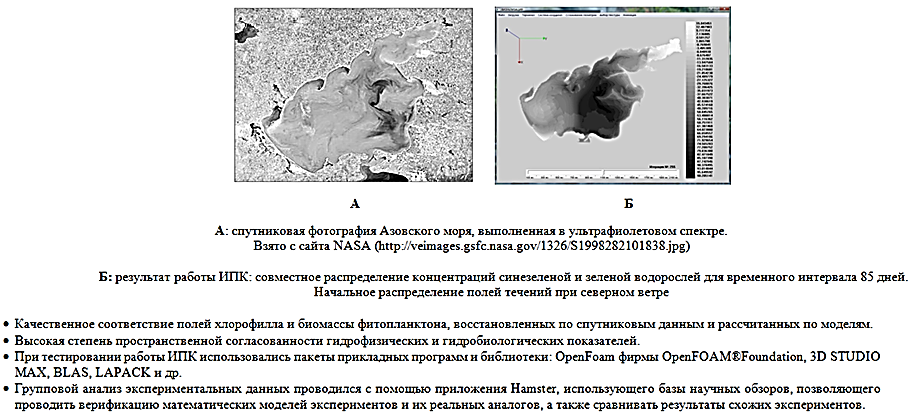 А
Б
А: спутниковая фотография Азовского моря, выполненная в ультрафиолетовом спектре.
Взято с сайта NASA (http://veimages.gsfc.nasa.gov/1326/S1998282101838.jpg)
Б: результат работы ИПК: совместное распределение концентраций синезеленой и зеленой водорослей для временного интервала 85 дней.
Начальное распределение полей течений при северном ветре
• Качественное соответствие полей хлорофилла и биомассы фитопланктона, восстановленных по спутниковым данным и рассчитанных по моделям.
• Высокая степень пространственной согласованности гидрофизических и гидробиологических показателей.
• При тестировании работы ИПК использовались пакеты прикладных программ и библиотеки: OpenFoam фирмы OpenFOAM®Foundation, 3D STUDIO
MAX, BLAS, LAPACK и др.
• Групповой анализ экспериментальных данных проводился с помощью приложения Hamster, использующего базы научных обзоров, позволяющего
проводить верификацию математических моделей экспериментов и их реальных аналогов, а также сравнивать результаты схожих экспериментов.